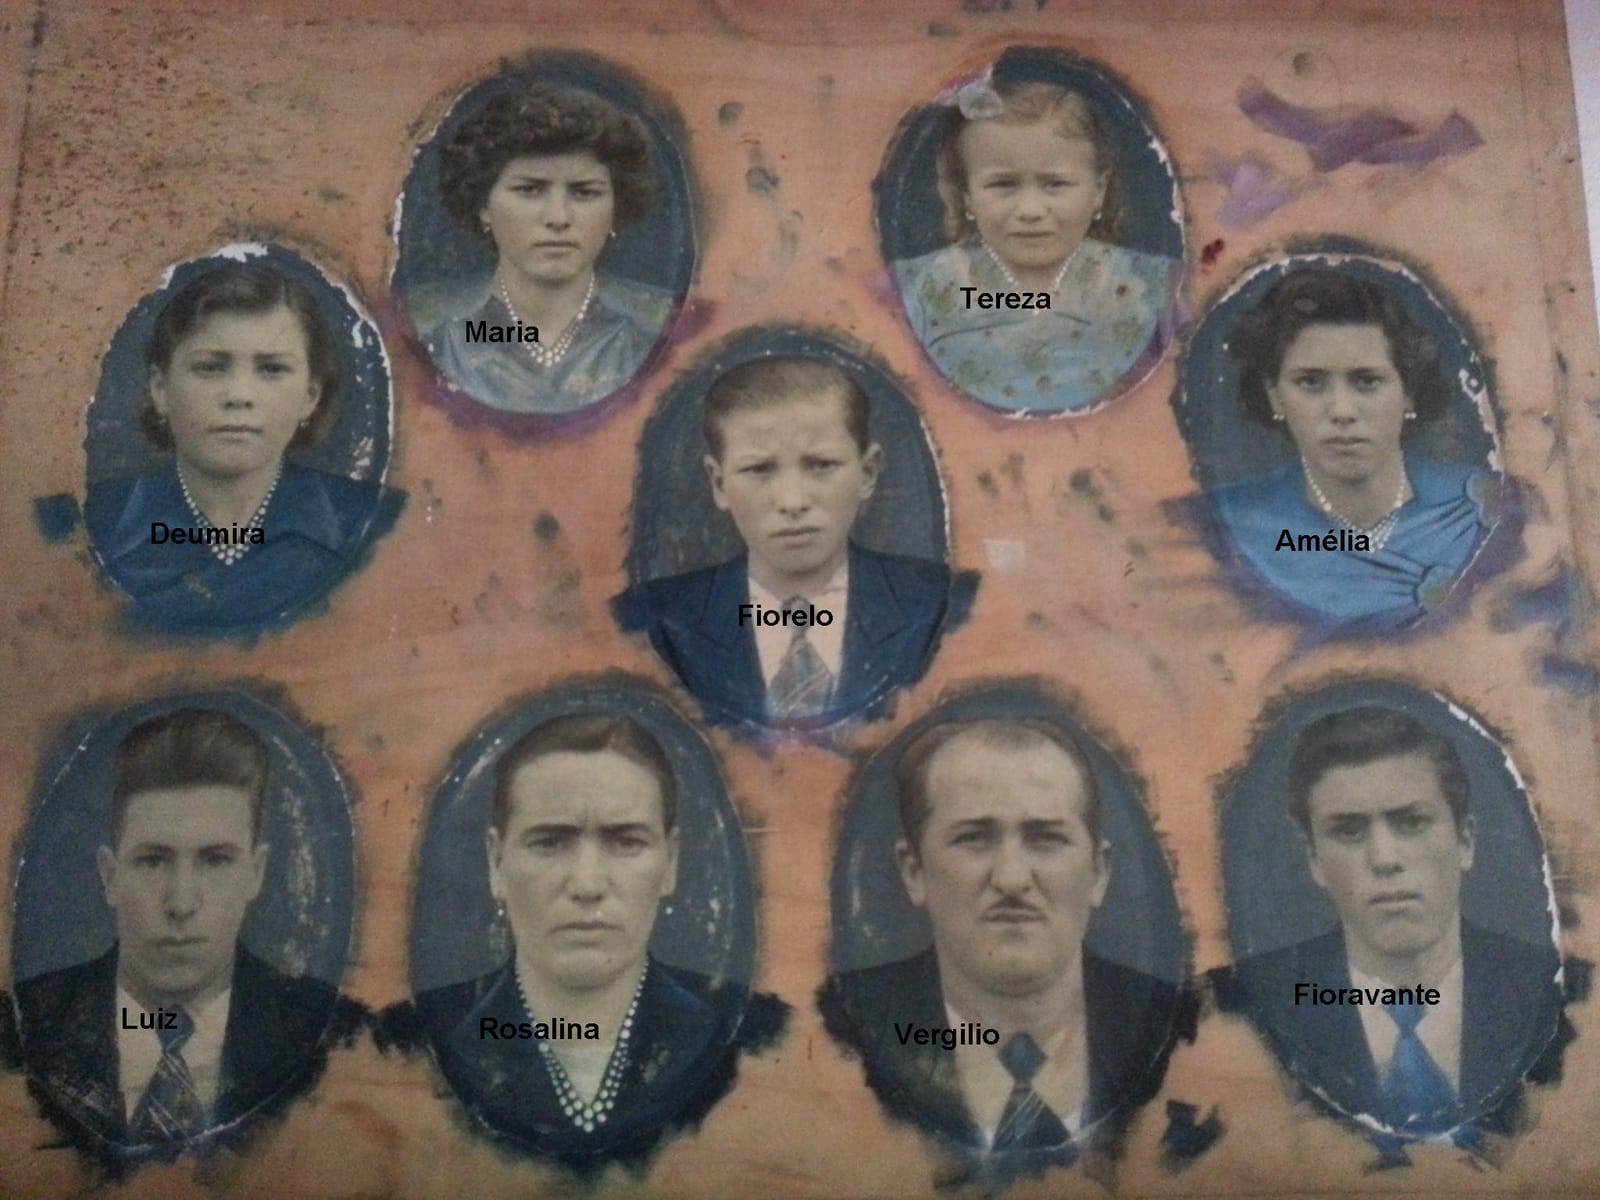 Maria
Tereza
Deumira
Amélia
Fiorelo
Luiz
Rosalina
Vergilio
Fioravante